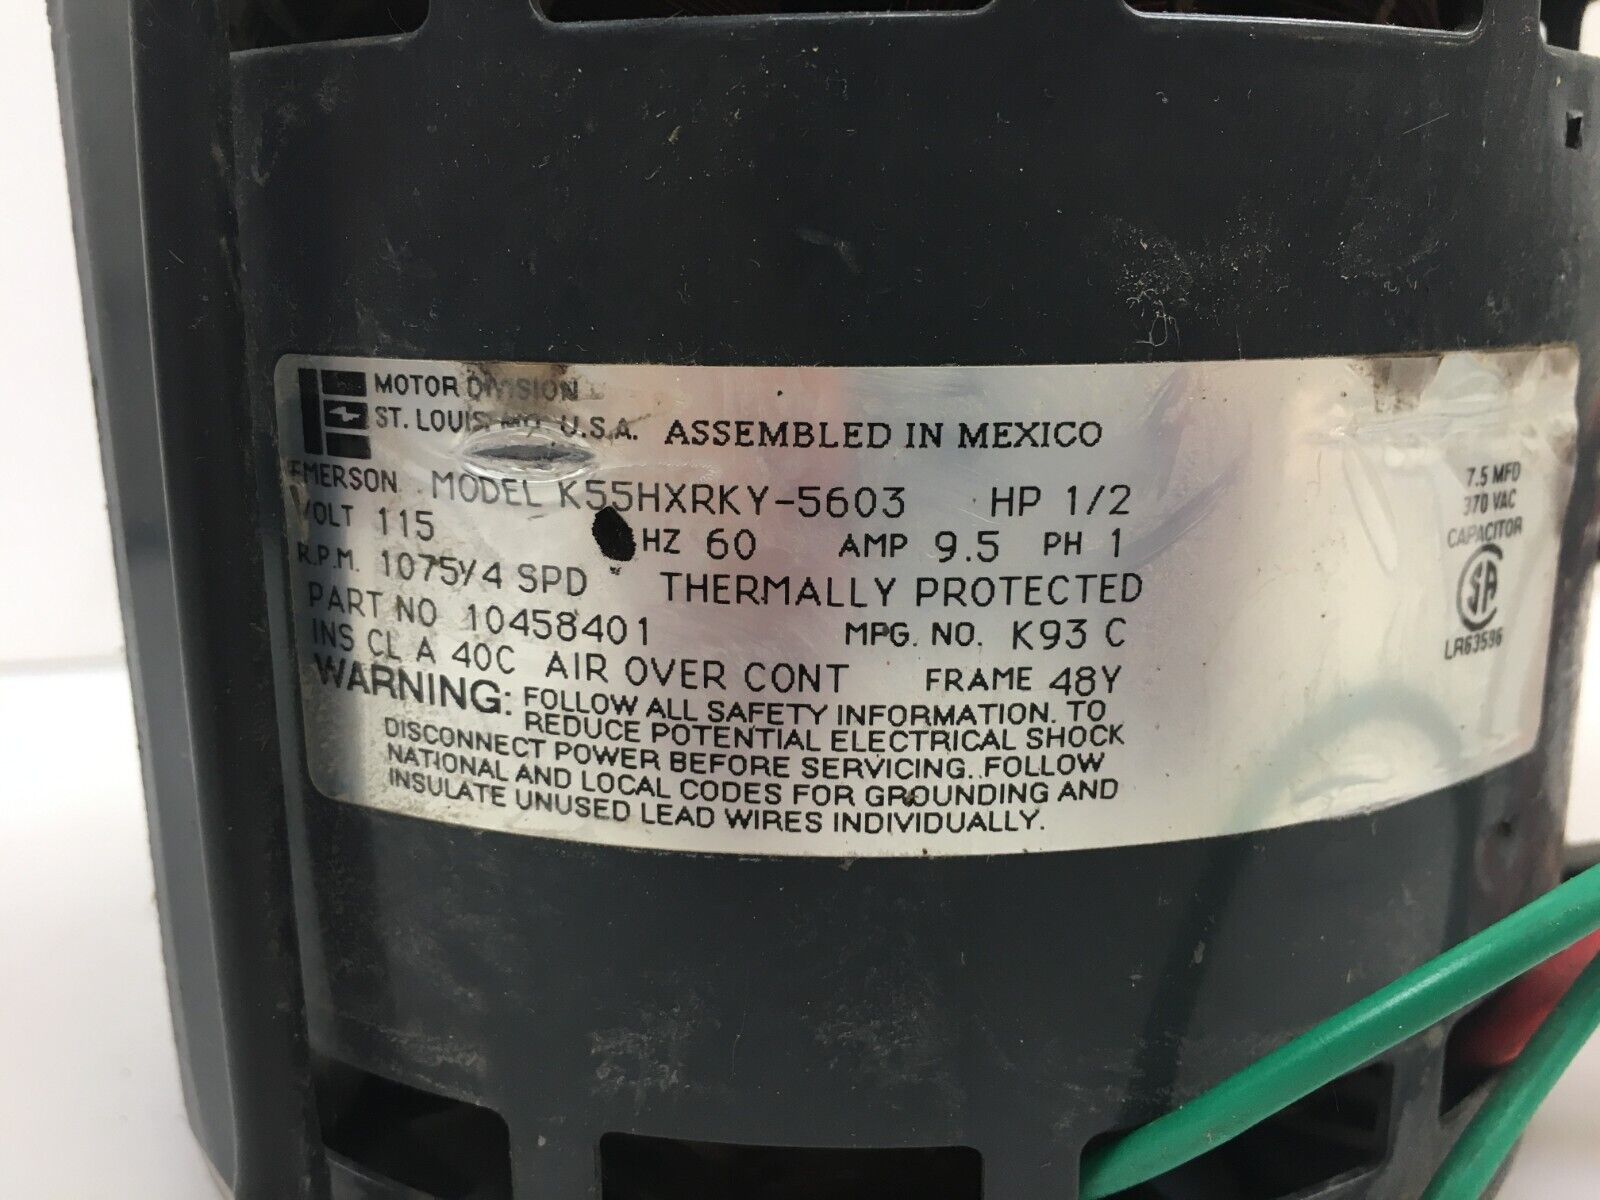 MOTOR DIVISION
ST. LOUIS, MO. U.S.A. ASSEMBLED IN MEXICO
EMERSON MODEL K55HXRKY-5603 HP 1/2
VOLT 115 HZ 60 AMP 9.5 PH 1
R.P.M. 1075/4 SPD THERMALLY PROTECTED
PART NO 10458401 MPG. NO. K93 C
INS CL A 40C AIR OVER CONT FRAME 48Y
WARNING: FOLLOW ALL SAFETY INFORMATION. TO
REDUCE POTENTIAL ELECTRICAL SHOCK
DISCONNECT POWER BEFORE SERVICING. FOLLOW
NATIONAL AND LOCAL CODES FOR GROUNDING AND
INSULATE UNUSED LEAD WIRES INDIVIDUALLY.
7.5 MFD
370 VAC
CAPACITOR
SA
LR63596